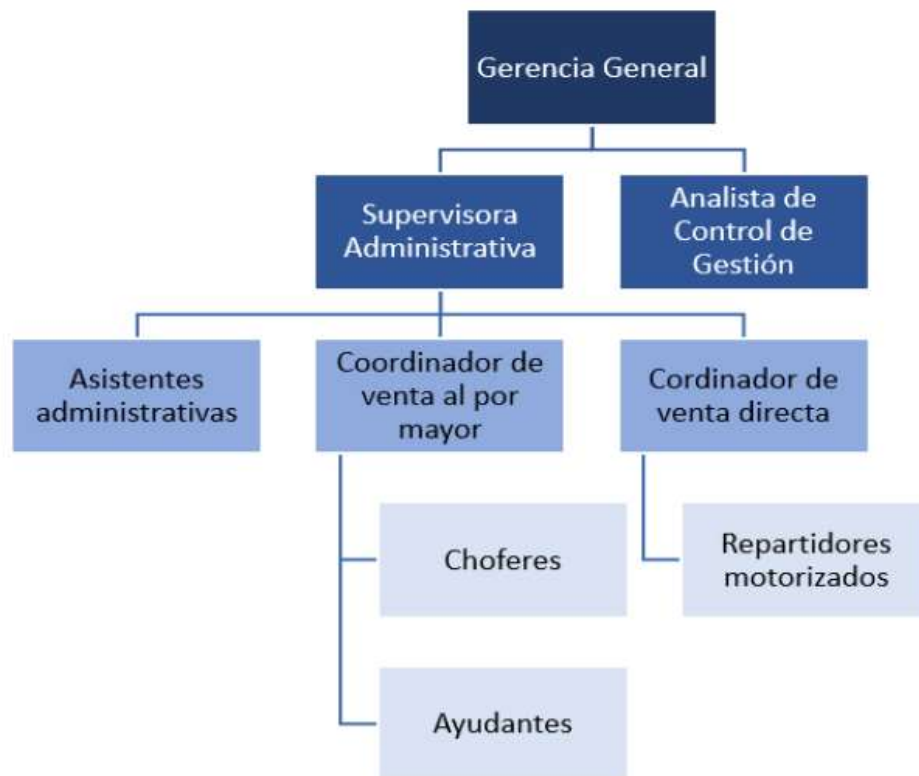 Gerencia General
Supervisora
Administrativa
Analista de
Control de
Gestión
Asistentes
administrativas
Coordinador de
venta al por
mayor
Cordinador de
venta directa
Choferes
Repartidores
motorizados
Ayudantes